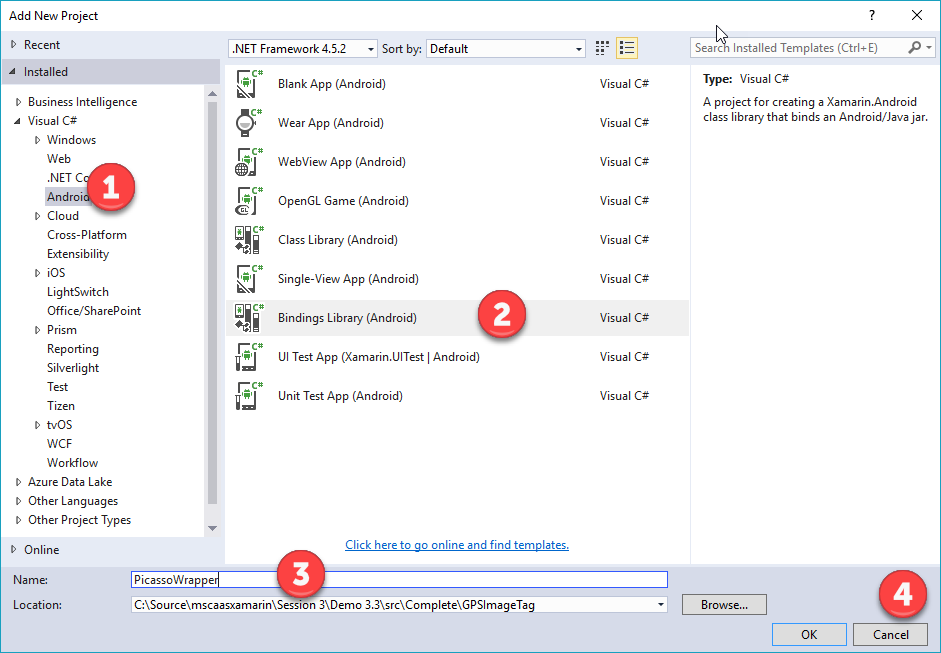 Add New Project
?
Recent
.NET Framework 4.5.2 Sort by: Default
Search Installed Templates (Ctrl+E)
Installed
Business Intelligence
Visual C#
Windows
Web
.NET Co
Android
Cloud
Cross-Platform
Extensibility
iOS
LightSwitch
Office/SharePoint
Prism
Reporting
Silverlight
Test
Tizen
tvOS
WCF
Workflow
Azure Data Lake
Other Languages
Other Project Types
Online
1
Blank App (Android) Visual C#
Wear App (Android) Visual C#
WebView App (Android) Visual C#
OpenGL Game (Android) Visual C#
Class Library (Android) Visual C#
Single-View App (Android) Visual C#
Bindings Library (Android) 2 Visual C#
UI Test App (Xamarin.UITest | Android) Visual C#
Unit Test App (Android) Visual C#
Click here to go online and find templates.
Type: Visual C#
A project for creating a Xamarin.Android
class library that binds an Android/Java jar.
Name: PicassoWrapper 3
Location: C:\Source\mscaasxamarin\Session 3\Demo 3.3\src\Complete\GPSImageTag Browse... 4
OK Cancel